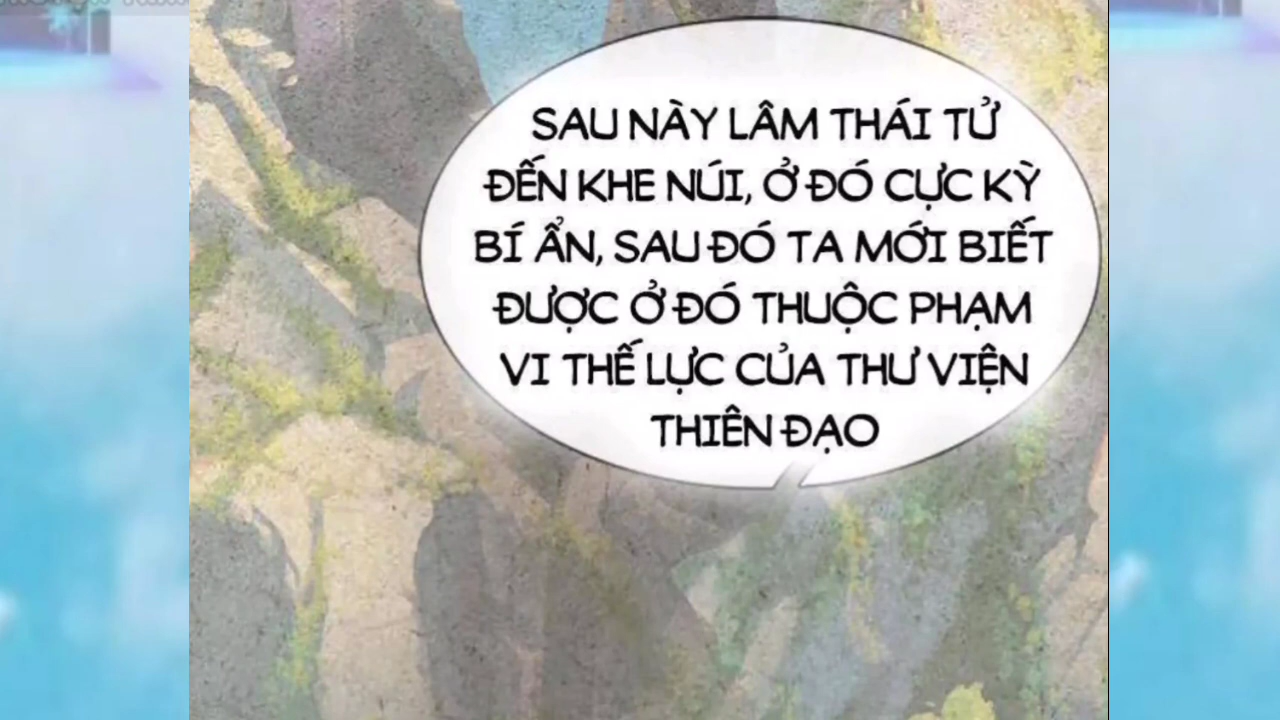 SAU NÀY LÂM THÁI TỬ
ĐẾN KHE NÚI, Ở ĐÓ CỰC KỲ
BÍ ẨN, SAU ĐÓ TA MỚI BIẾT
ĐƯỢC Ở ĐÓ THUỘC PHẠM
VI THẾ LỰC CỦA THƯ VIỆN
THIÊN ĐẠO